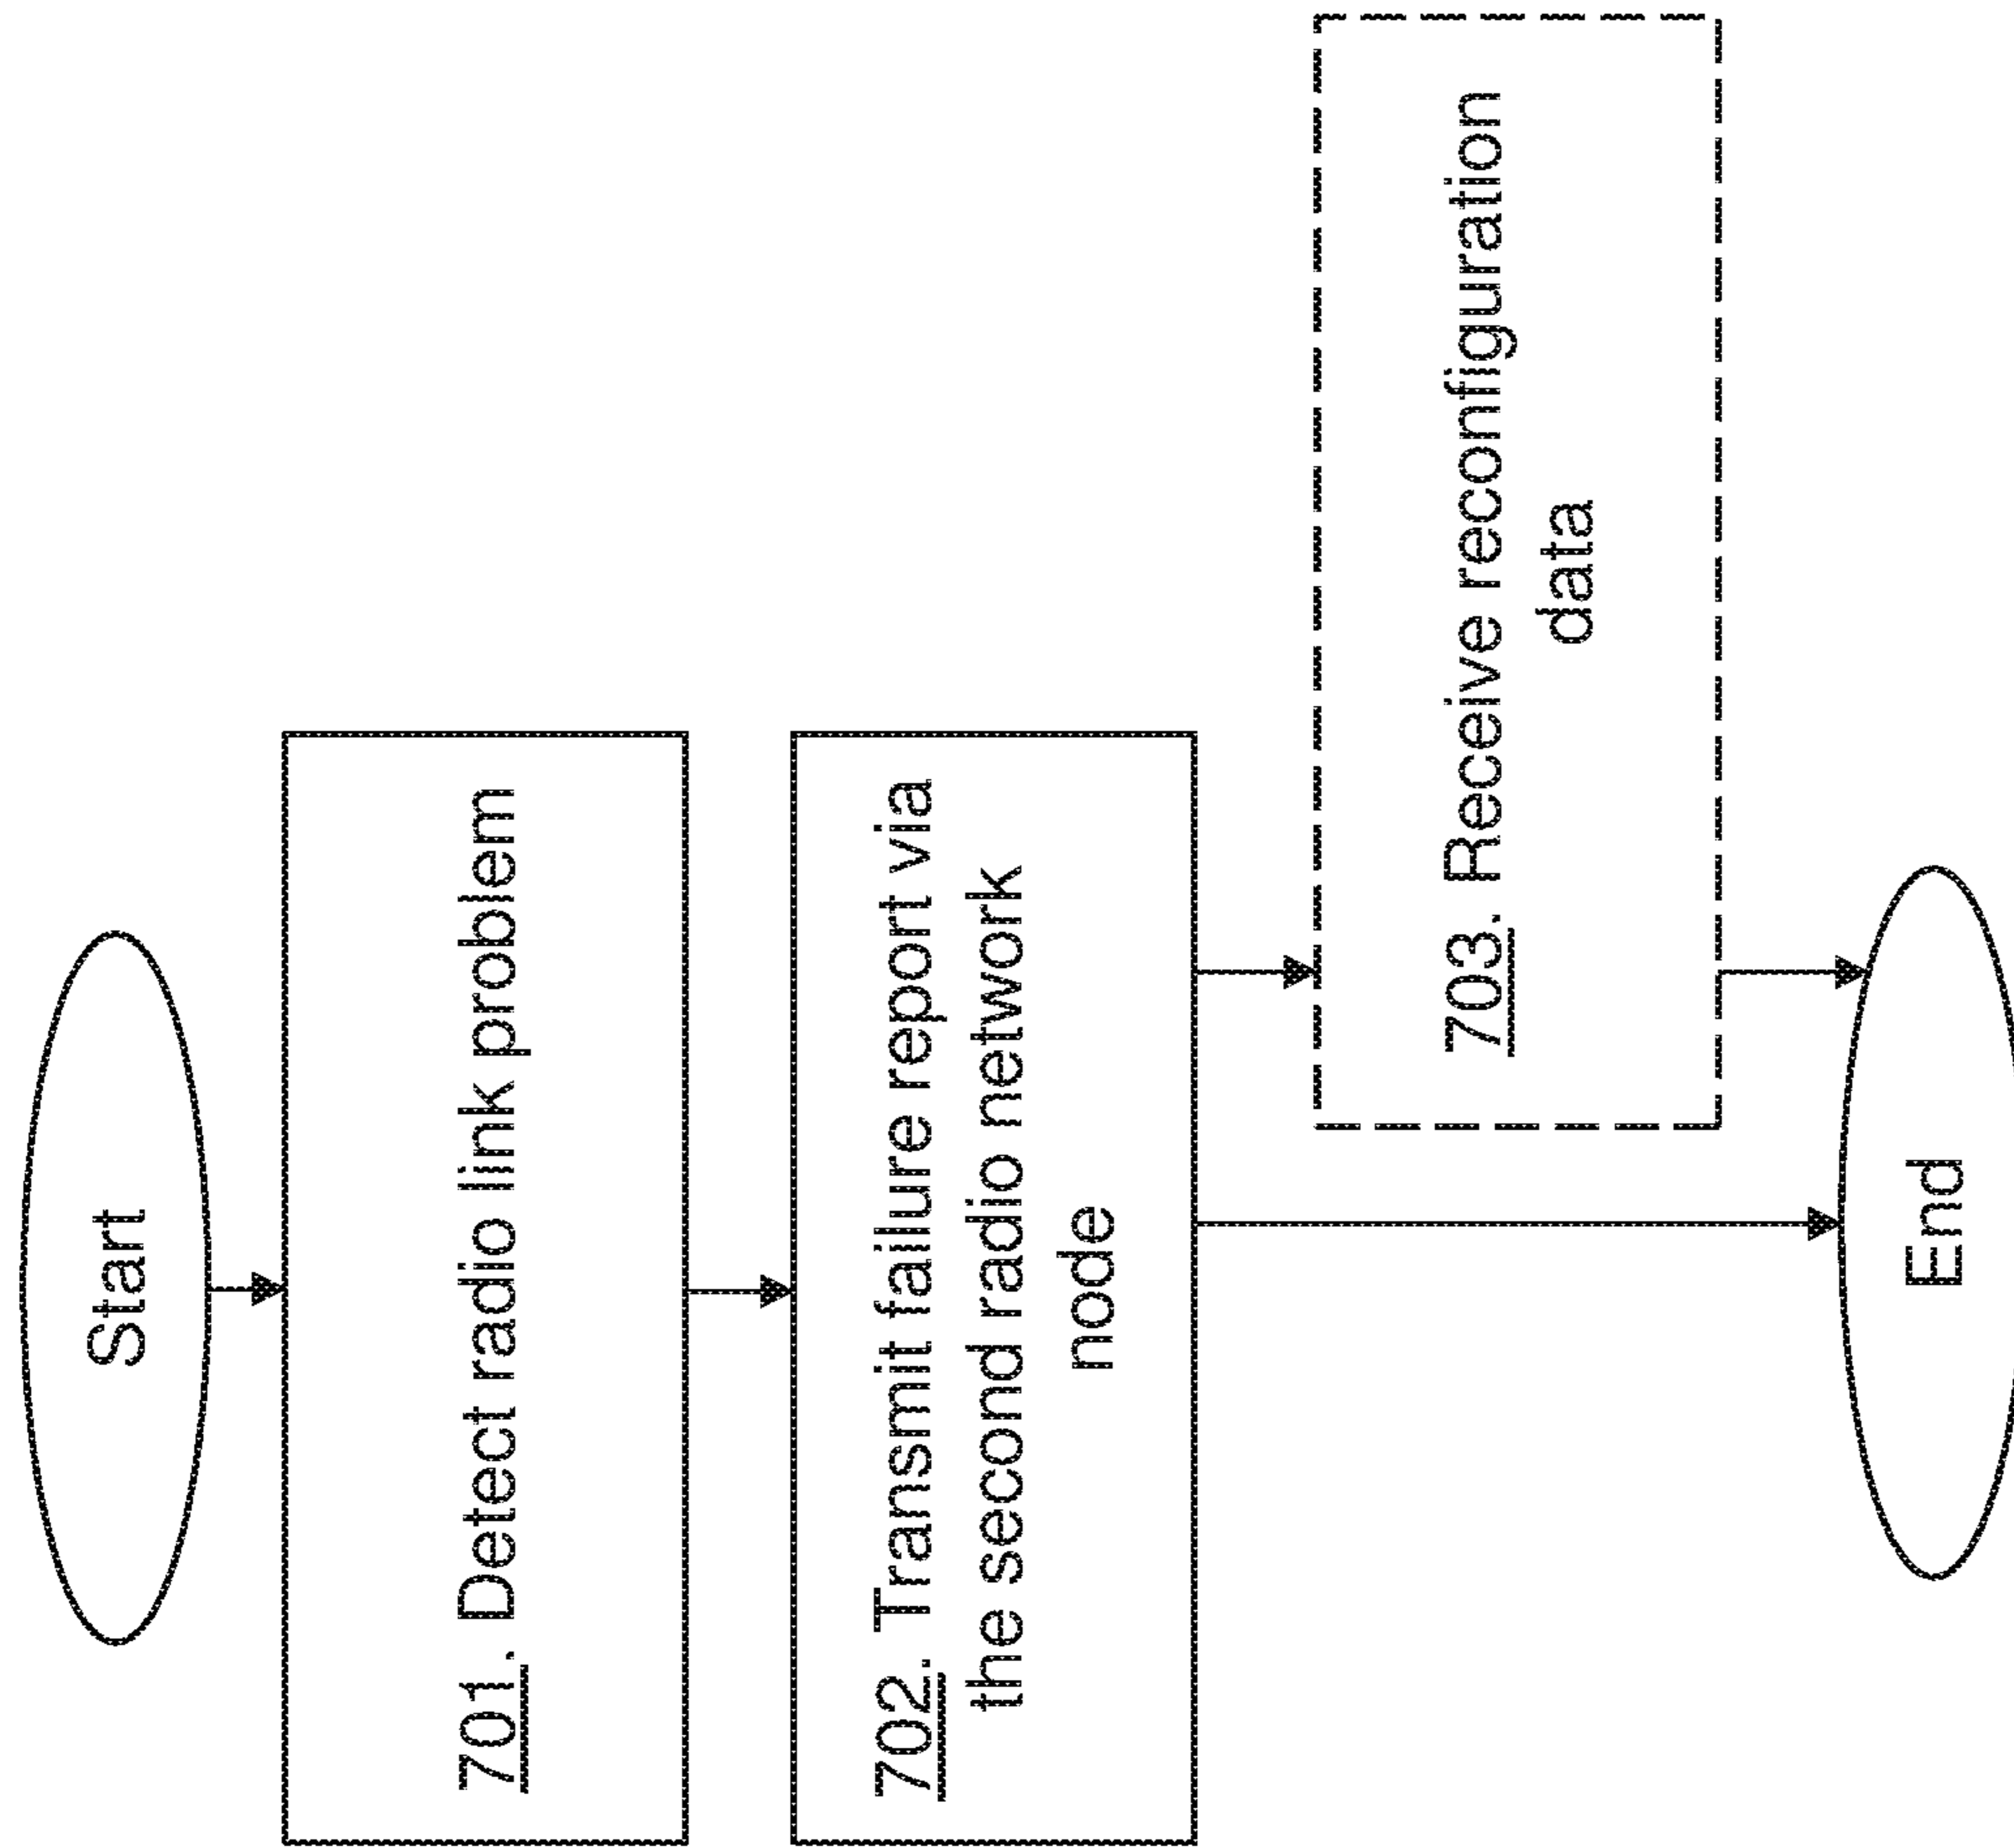 Start
701. Detect radio link problem
702. Transmit failure report via
the second radio network
node
703. Receive reconfiguration
data
End